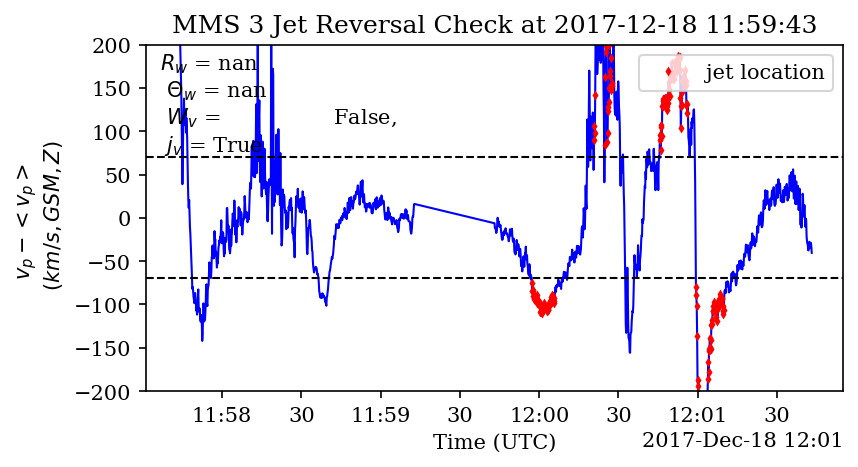 MMS 3 Jet Reversal Check at 2017-12-18 11:59:43
v_p − < v_p >
(km/s, GSM, Z)
200
150
100
50
0
−50
−100
−150
−200
R_w = nan
Θ_w = nan
W_v = False,
j_v = True
jet location
11:58 30 11:59 30 12:00 30 12:01 30
Time (UTC)
2017-Dec-18 12:01